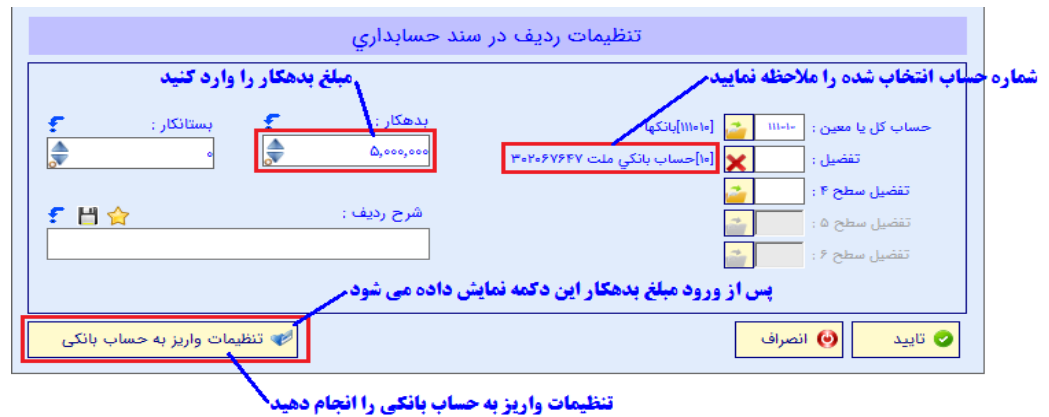 تنظیمات ردیف در سند حسابداري
مبلغ بدهکار را وارد کنید
شماره حساب انتخاب شده را ملاحظه نمایید
حساب کل یا معین :
۱۱۱۰۱۰
[۱۱۱۰۱۰]بانکها
بدهکار :
۵,۰۰۰,۰۰۰
بستانکار :
۰
تفضیل :
[۱۰]حساب بانکي ملت ۳۰۲۰۶۷۶۴۷
تفضیل سطح ۴ :
تفضیل سطح ۵ :
تفضیل سطح ۶ :
شرح ردیف :
پس از ورود مبلغ بدهکار این دکمه نمایش داده می شود
تایید
انصراف
تنظیمات واریز به حساب بانکی
تنظیمات واریز به حساب بانکی را انجام دهید